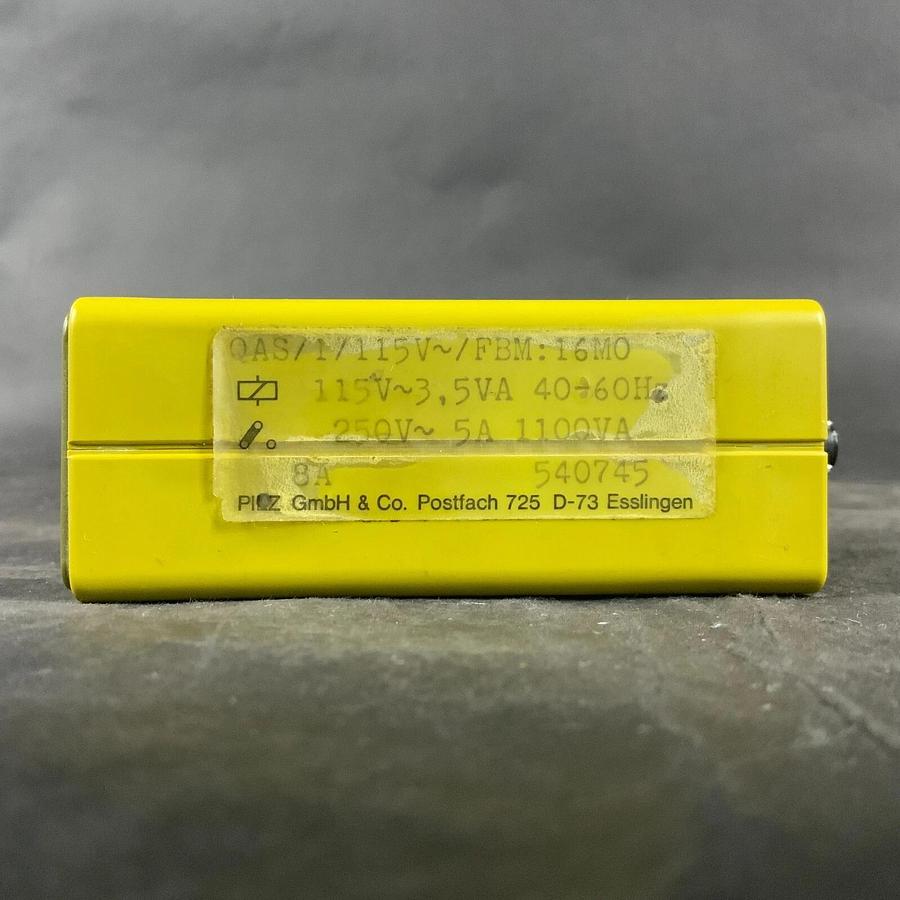 QAS/1/115V~/FBM:16MO
115V~3,5VA 40-60Hz
250V~ 5A 1100VA
8A 540745
PILZ GmbH & Co. Postfach 725 D-73 Esslingen